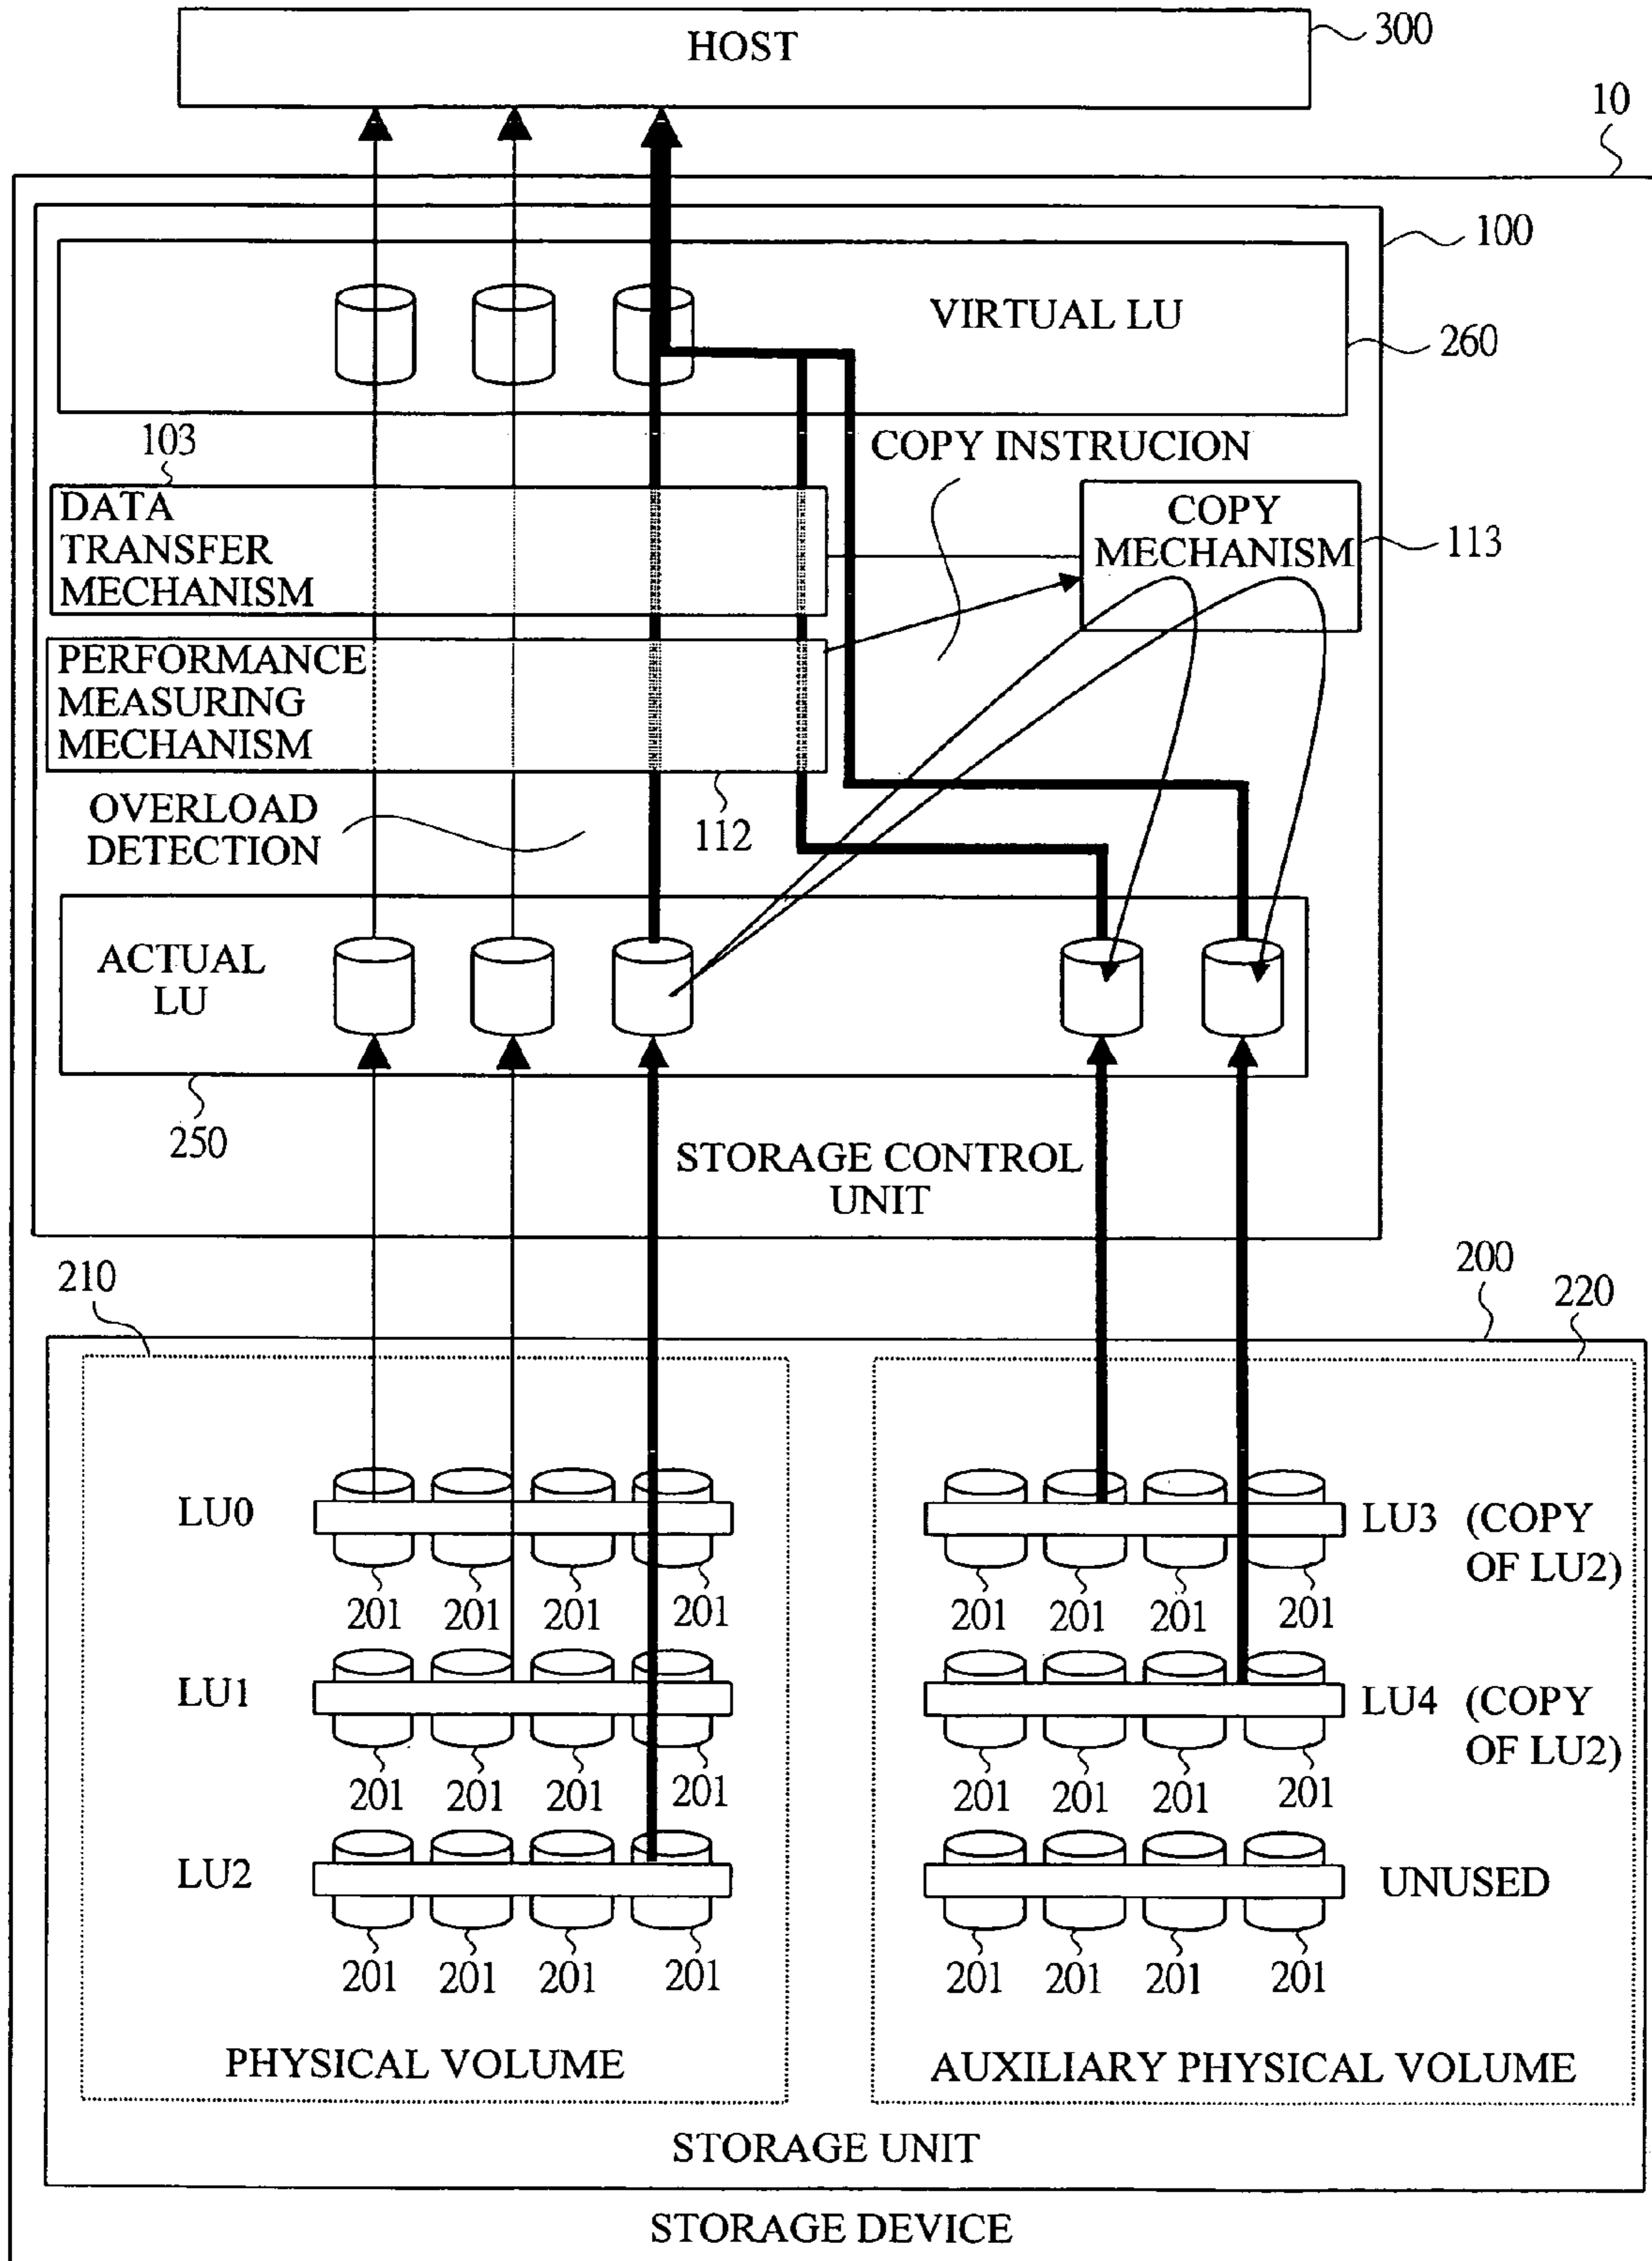 HOST
300
10
100
VIRTUAL LU
260
103
COPY INSTRUCION
DATA
TRANSFER
MECHANISM
COPY
MECHANISM
113
PERFORMANCE
MEASURING
MECHANISM
OVERLOAD
DETECTION
112
ACTUAL
LU
250
STORAGE CONTROL
UNIT
210
200
220
LU0
LU3 (COPY
OF LU2)
201 201 201 201
201 201 201 201
LU1
LU4 (COPY
OF LU2)
201 201 201 201
201 201 201 201
LU2
UNUSED
201 201 201 201
201 201 201 201
PHYSICAL VOLUME
AUXILIARY PHYSICAL VOLUME
STORAGE UNIT
STORAGE DEVICE